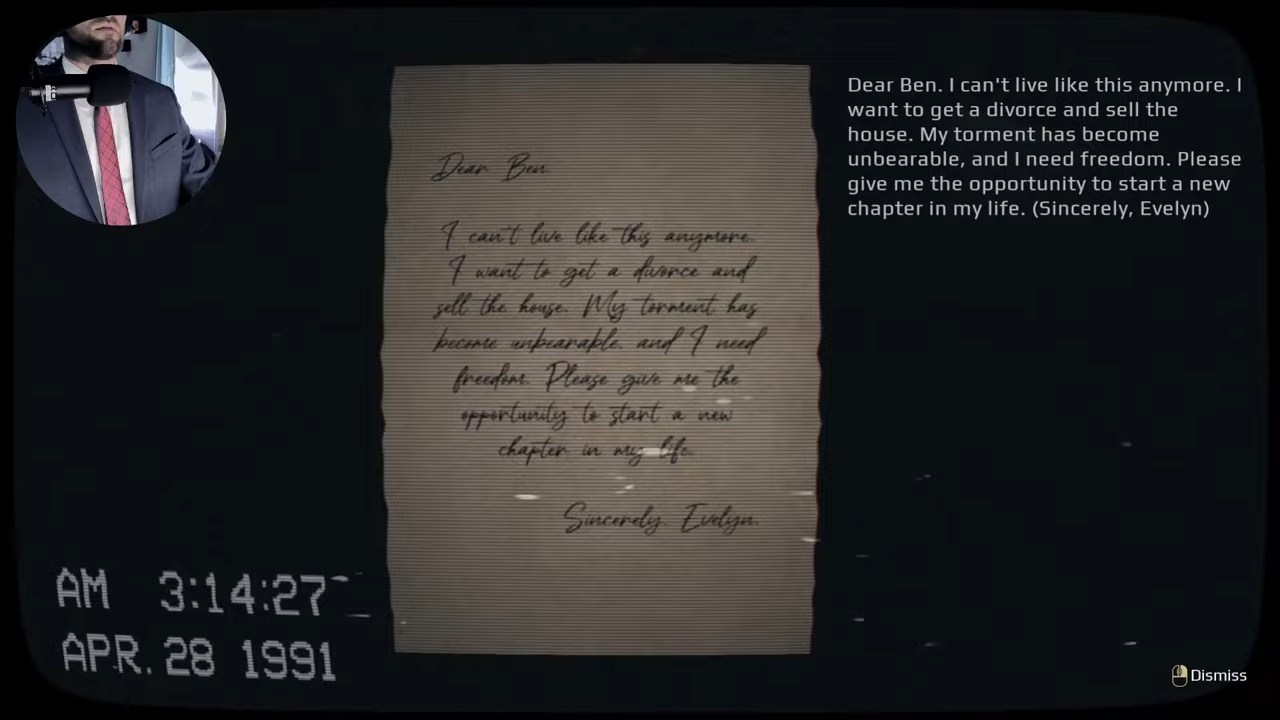 Dear Ben.
I can't live like this anymore.
I want to get a divorce and
sell the house. My torment has
become unbearable, and I need
freedom. Please give me the
opportunity to start a new
chapter in my life.
Sincerely, Evelyn.
Dear Ben. I can't live like this anymore. I
want to get a divorce and sell the
house. My torment has become
unbearable, and I need freedom. Please
give me the opportunity to start a new
chapter in my life. (Sincerely, Evelyn)
AM 3:14:27
APR. 28 1991
Dismiss